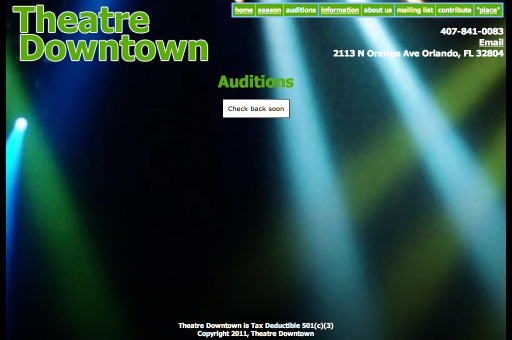 Theatre
Downtown
home season auditions information about us mailing list contribute "place"
407-841-0083
Email
2113 N Orange Ave Orlando, FL 32804
Auditions
Check back soon
Theatre Downtown is Tax Deductible 501(c)(3)
Copyright 2011, Theatre Downtown